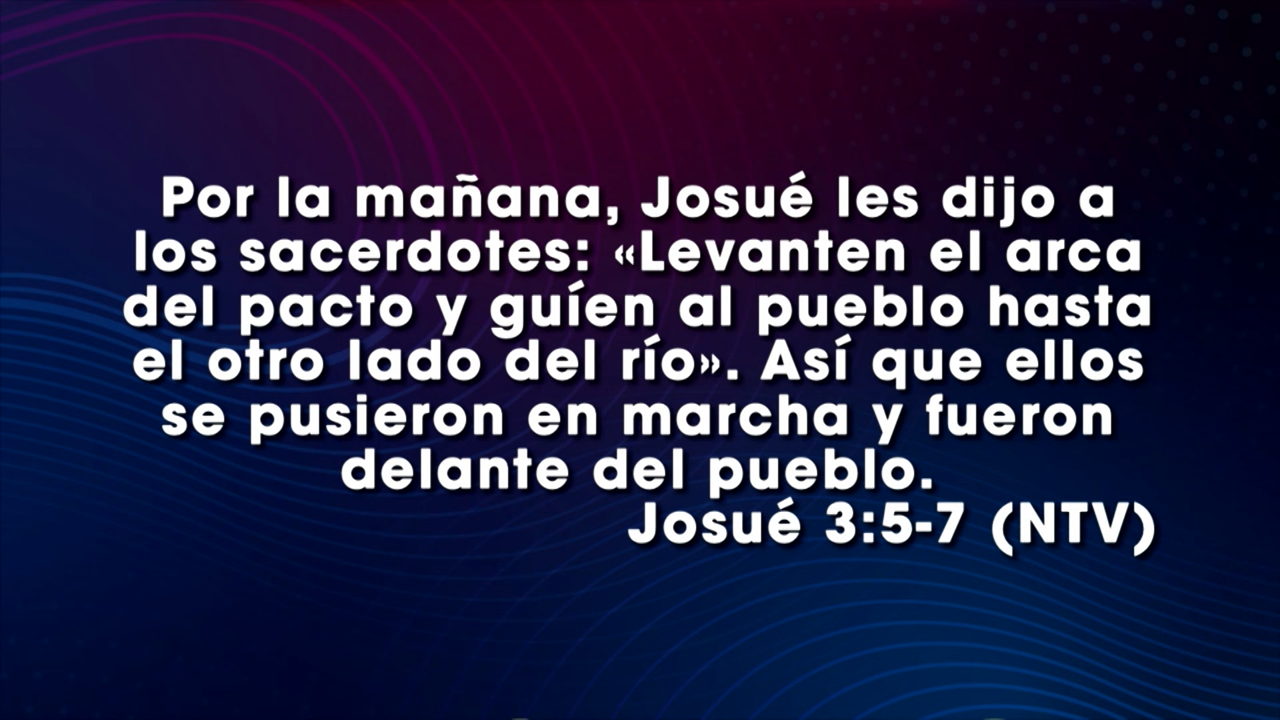 Por la mañana, Josué les dijo a
los sacerdotes: «Levanten el arca
del pacto y guíen al pueblo hasta
el otro lado del río». Así que ellos
se pusieron en marcha y fueron
delante del pueblo.
Josué 3:5-7 (NTV)